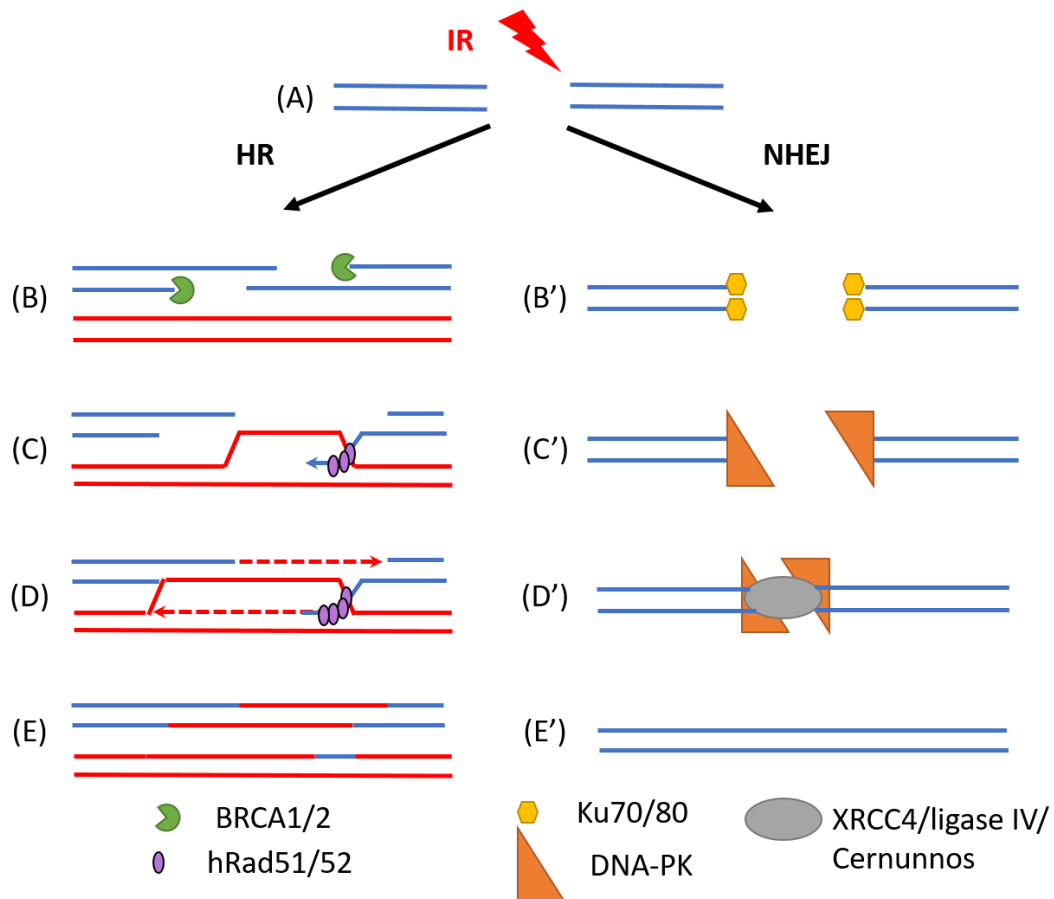 IR
(A)
HR
NHEJ
(B)
(B’)
(C)
(C’)
(D)
(D’)
(E)
(E’)
BRCA1/2
hRad51/52
Ku70/80
DNA-PK
XRCC4/ligase IV/
Cernunnos